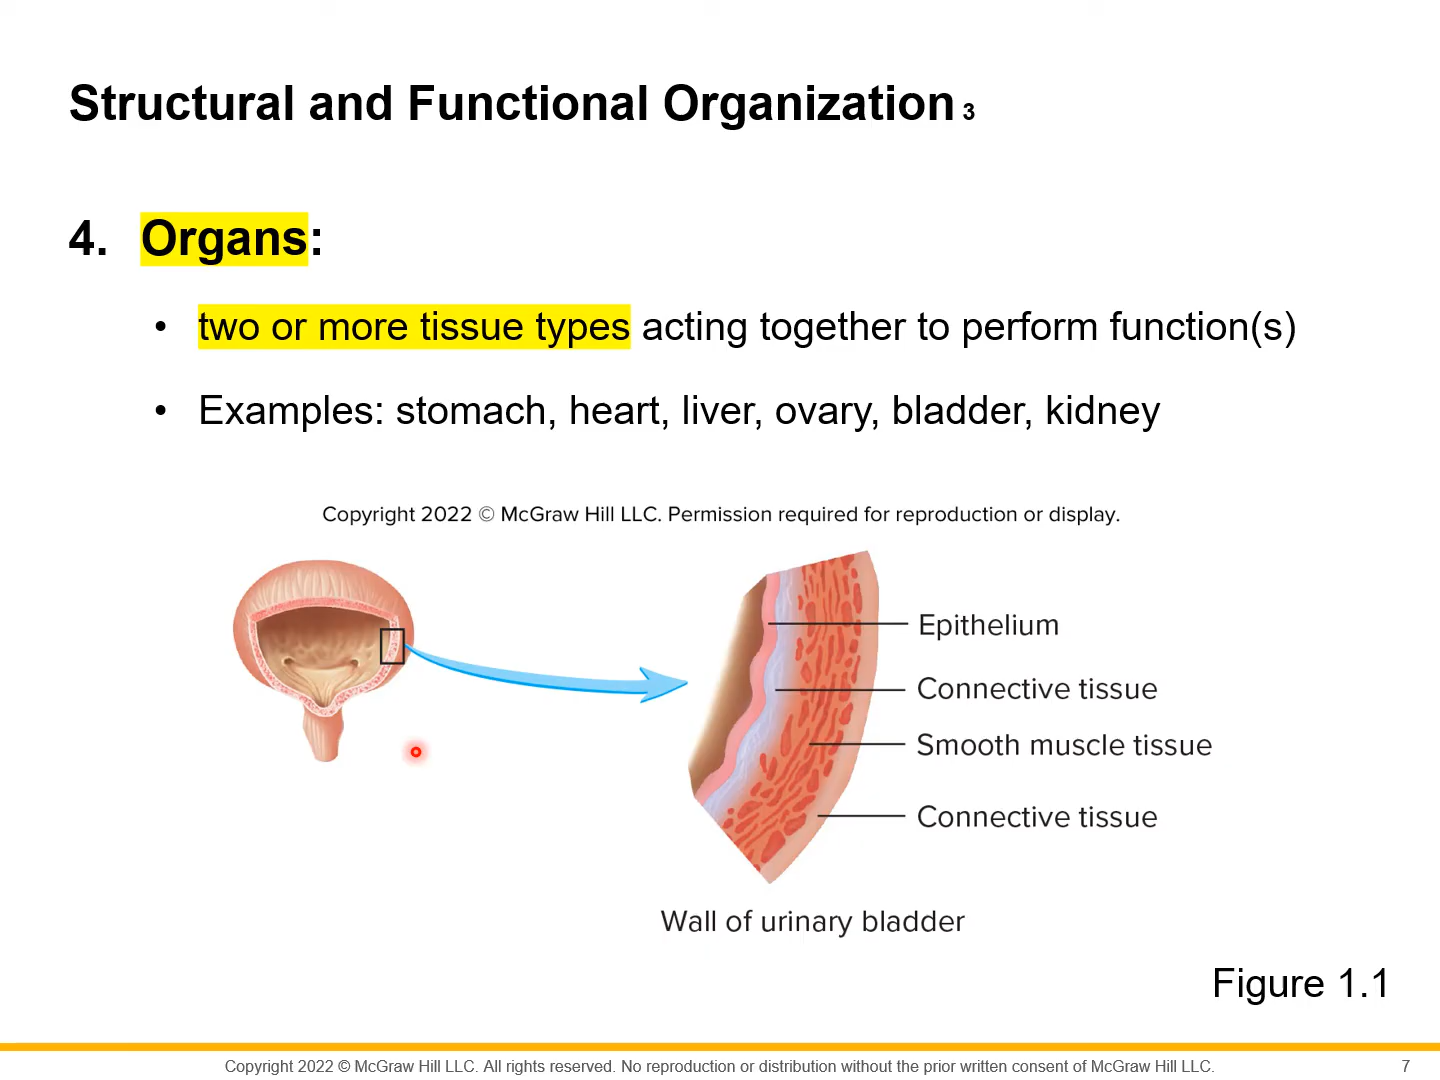 Structural and Functional Organization 3
4. Organs:
• two or more tissue types acting together to perform function(s)
• Examples: stomach, heart, liver, ovary, bladder, kidney
Copyright 2022 © McGraw Hill LLC. Permission required for reproduction or display.
Epithelium
Connective tissue
Smooth muscle tissue
Connective tissue
Wall of urinary bladder
Figure 1.1
Copyright 2022 © McGraw Hill LLC. All rights reserved. No reproduction or distribution without the prior written consent of McGraw Hill LLC.
7